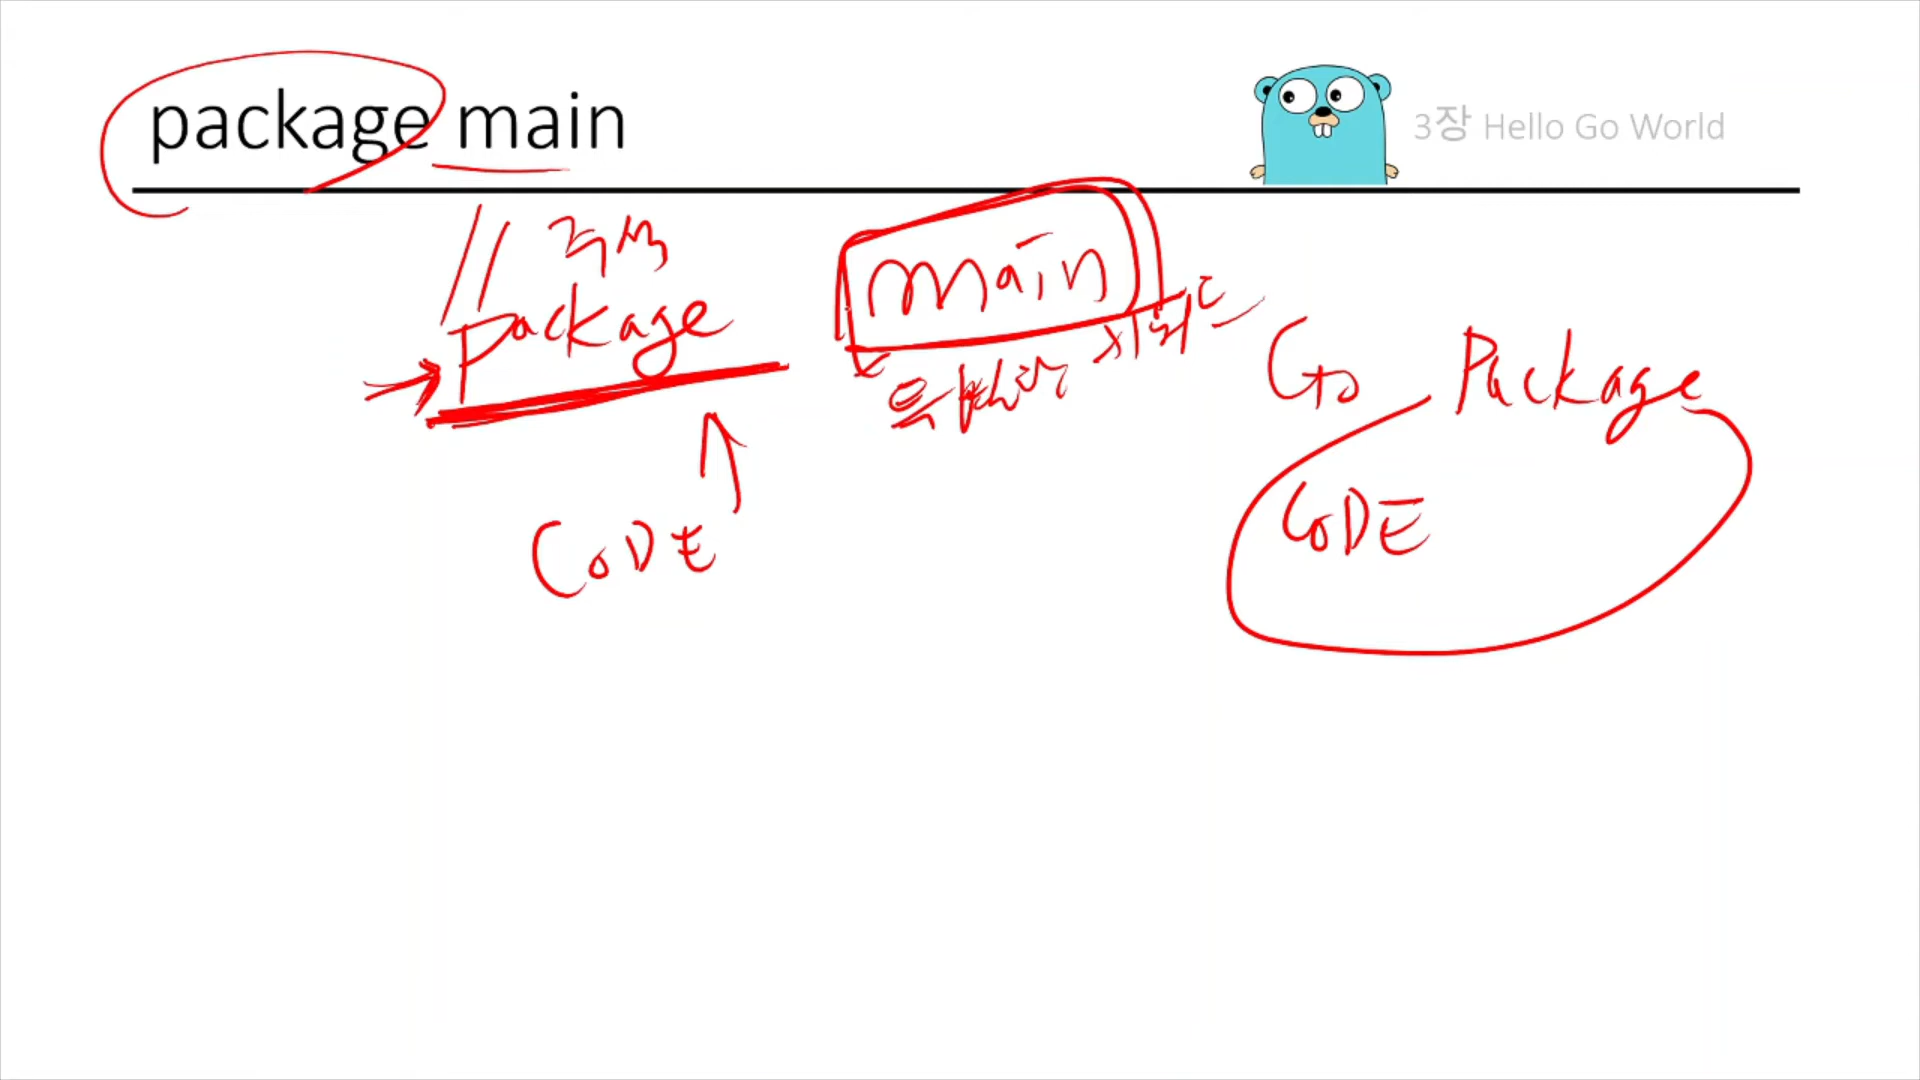 package main
3장 Hello Go World
// 주석
package main
Go Package
CODE
CODE